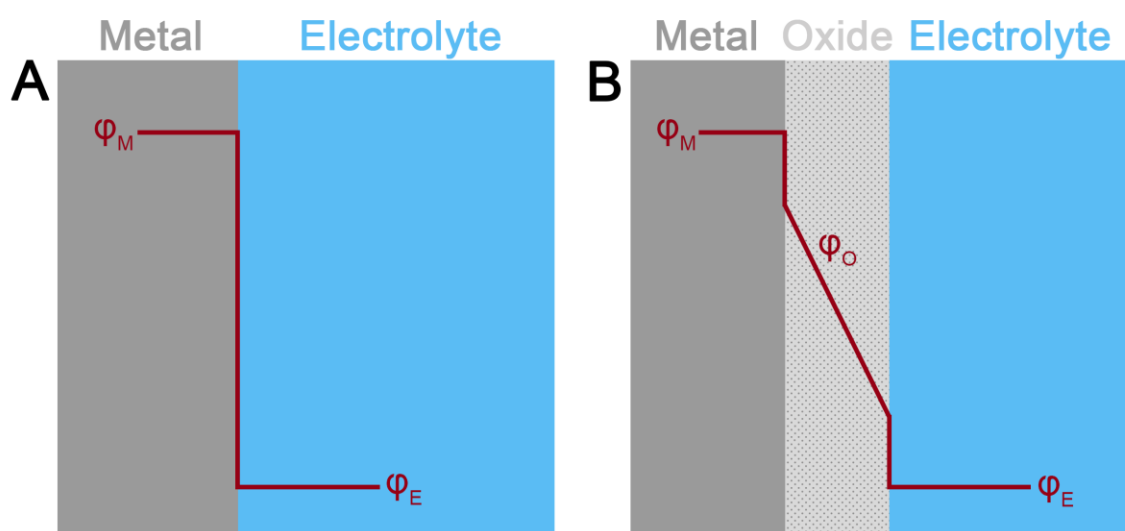 Metal Electrolyte
A
φM
φE
Metal Oxide Electrolyte
B
φM
φO
φE